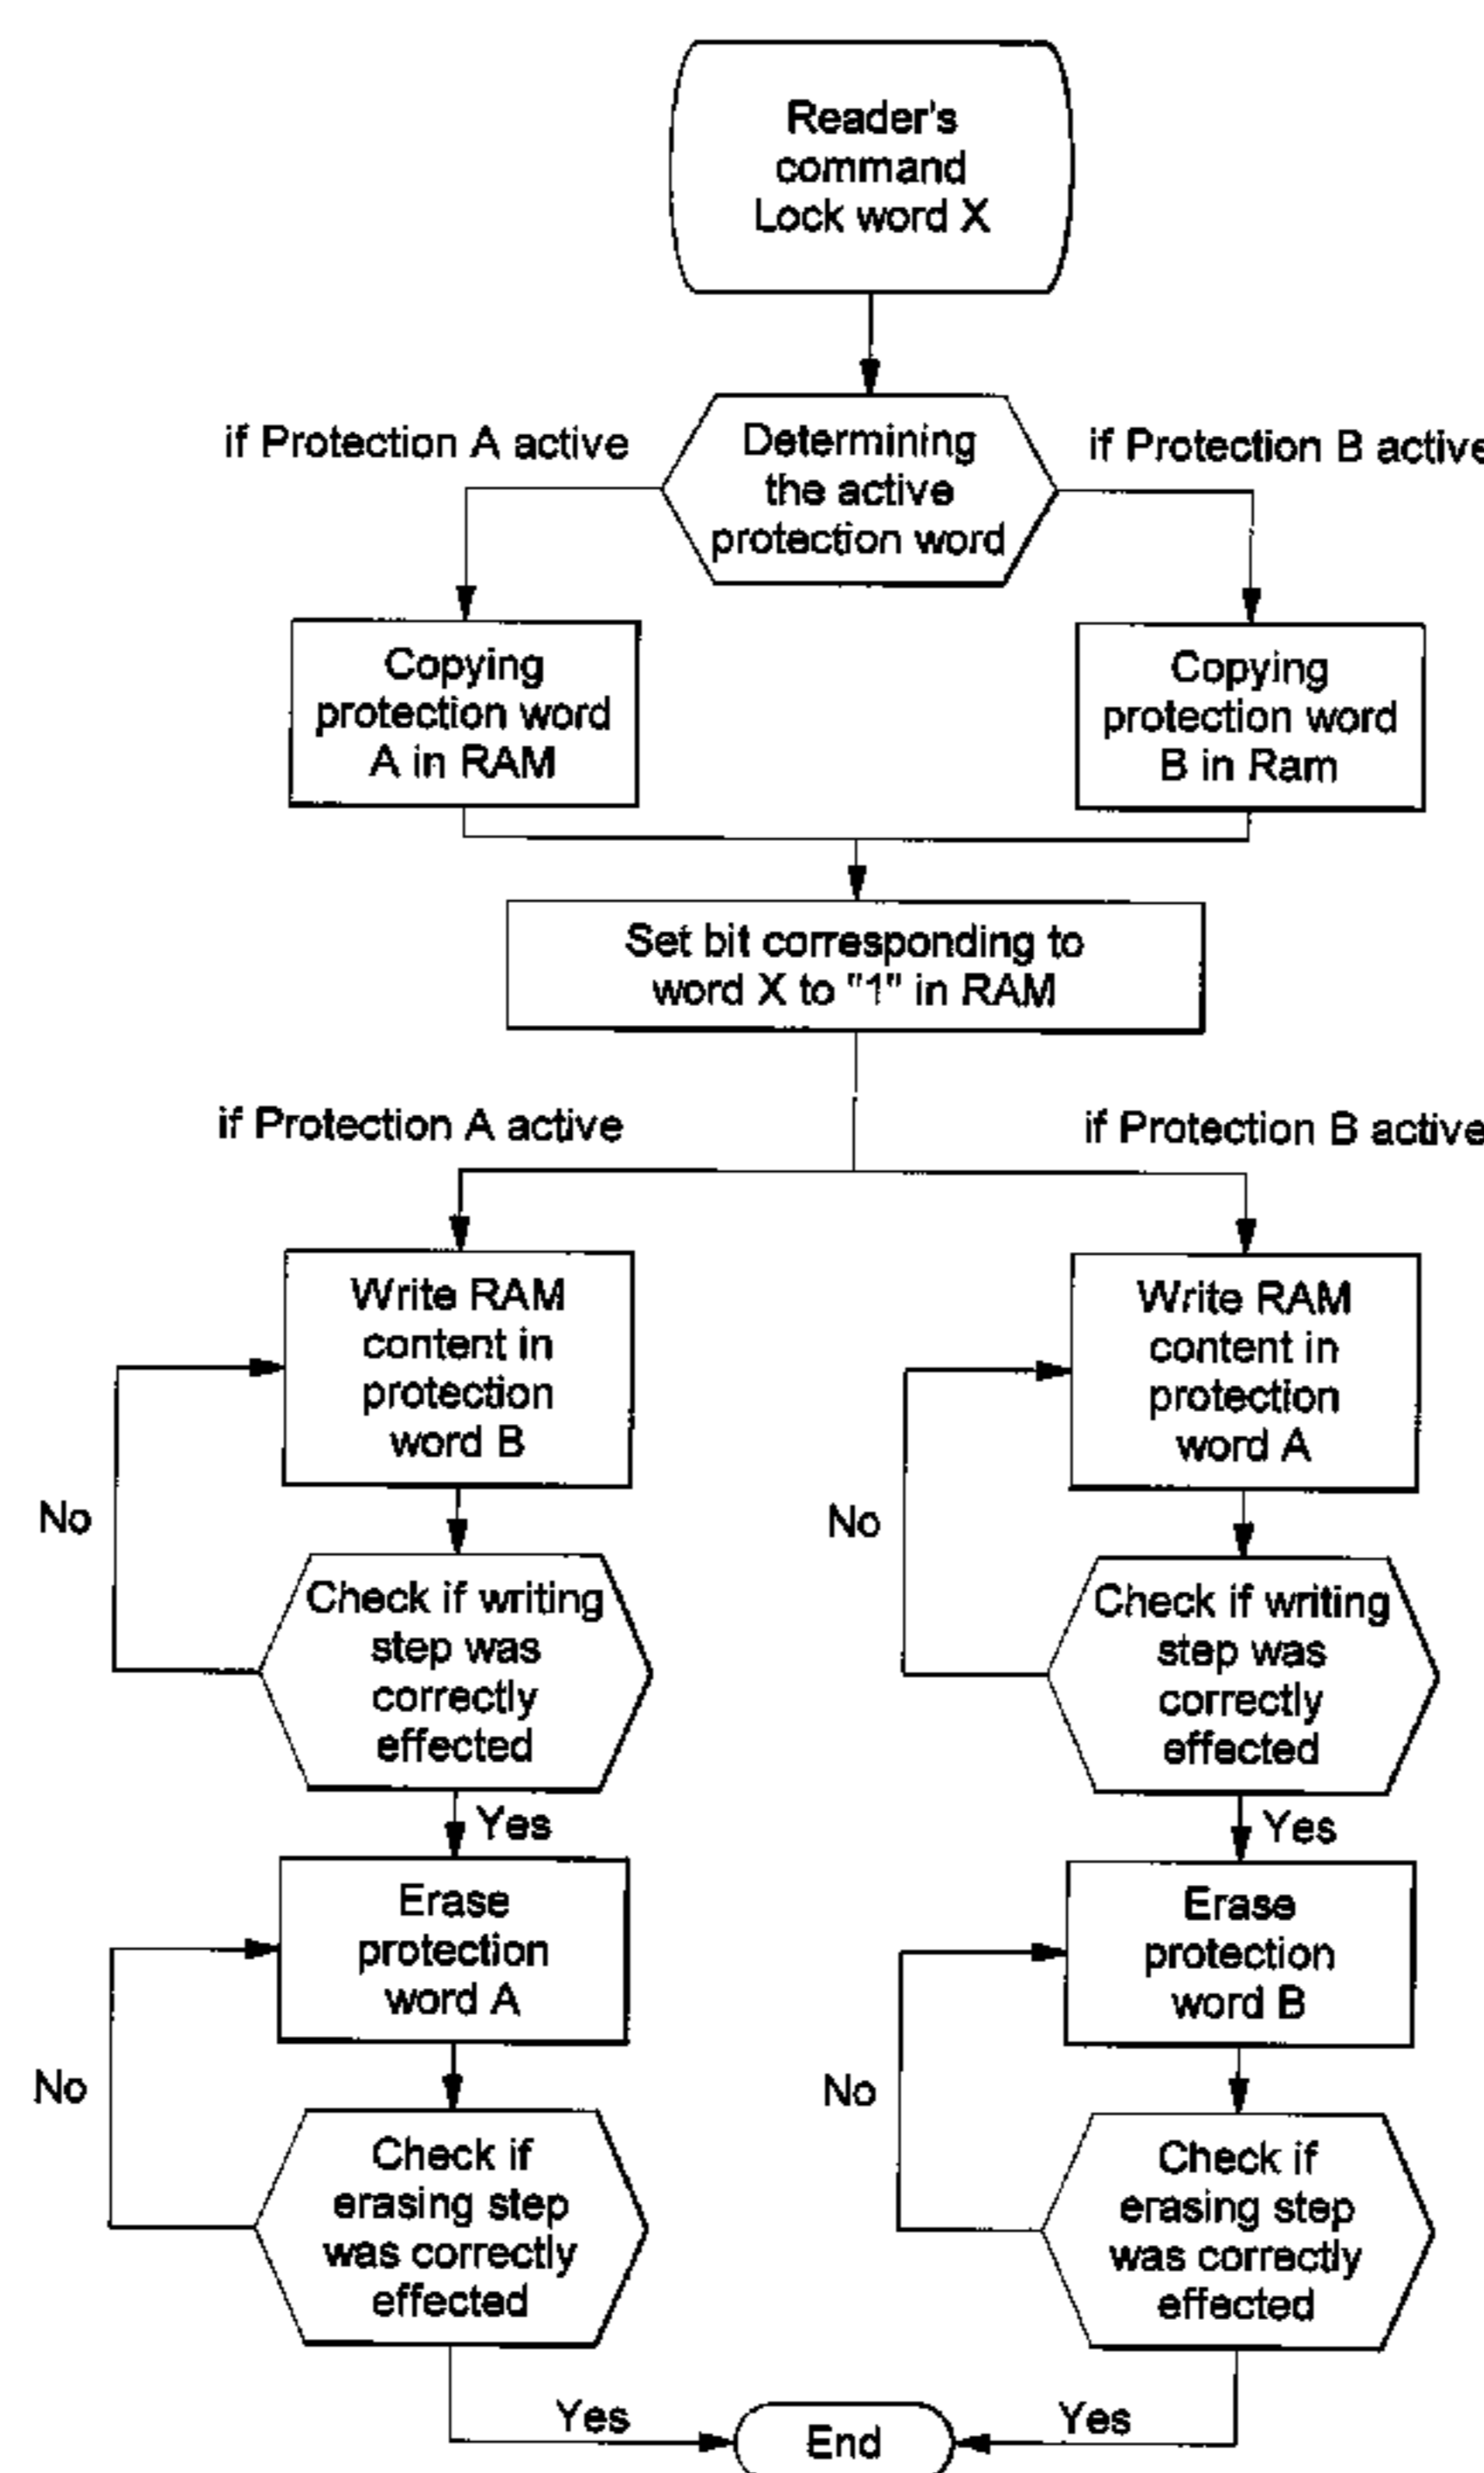 Reader's
command
Lock word X
if Protection A active
Determining
the active
protection word
if Protection B active
Copying
protection word
A in RAM
Copying
protection word
B in Ram
Set bit corresponding to
word X to "1" in RAM
if Protection A active
if Protection B active
Write RAM
content in
protection
word B
Write RAM
content in
protection
word A
No
No
Check if writing
step was
correctly
effected
Check if writing
step was
correctly
effected
Yes
Yes
Erase
protection
word A
Erase
protection
word B
No
No
Check if
erasing step
was correctly
effected
Check if
erasing step
was correctly
effected
Yes
End
Yes